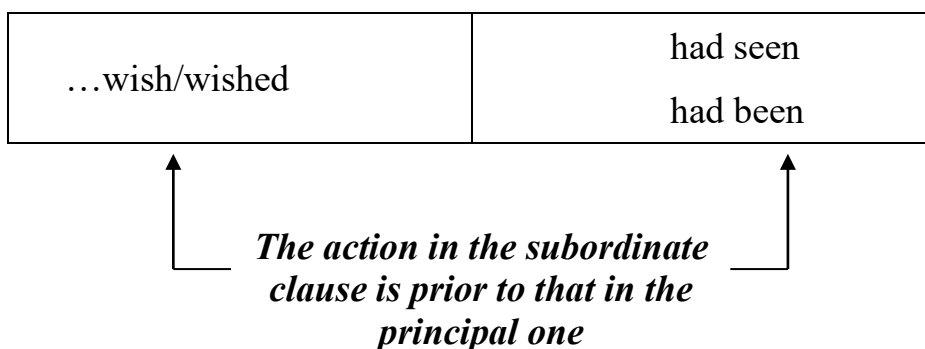 …wish/wished
had seen
had been
The action in the subordinate
clause is prior to that in the
principal one